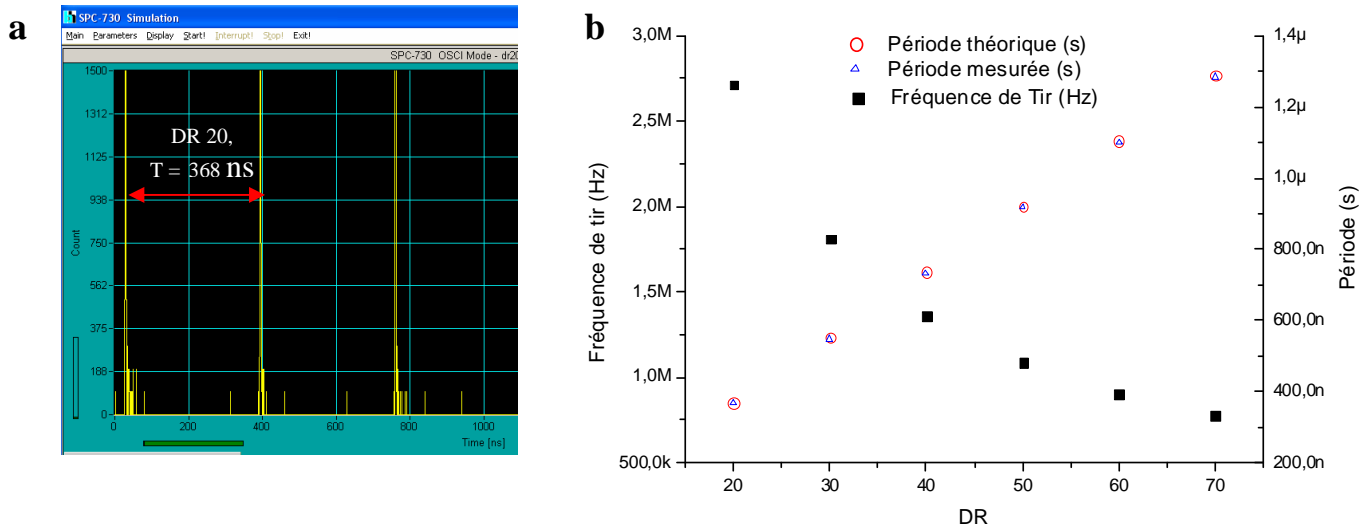 a
SPC-730 Simulation
Main Parameters Display Start! Interrupt! Stop! Exit!
SPC-730 OSCI Mode - dr20
1500
1312
1125
938
750
562
375
188
0
Count
DR 20,
T = 368 ns
0 200 400 600 800 1000
Time [ns]
b
3,0M
2,5M
2,0M
1,5M
1,0M
500,0k
Fréquence de tir (Hz)
Période théorique (s)
Période mesurée (s)
Fréquence de Tir (Hz)
1,4µ
1,2µ
1,0µ
800,0n
600,0n
400,0n
200,0n
Période (s)
20 30 40 50 60 70
DR